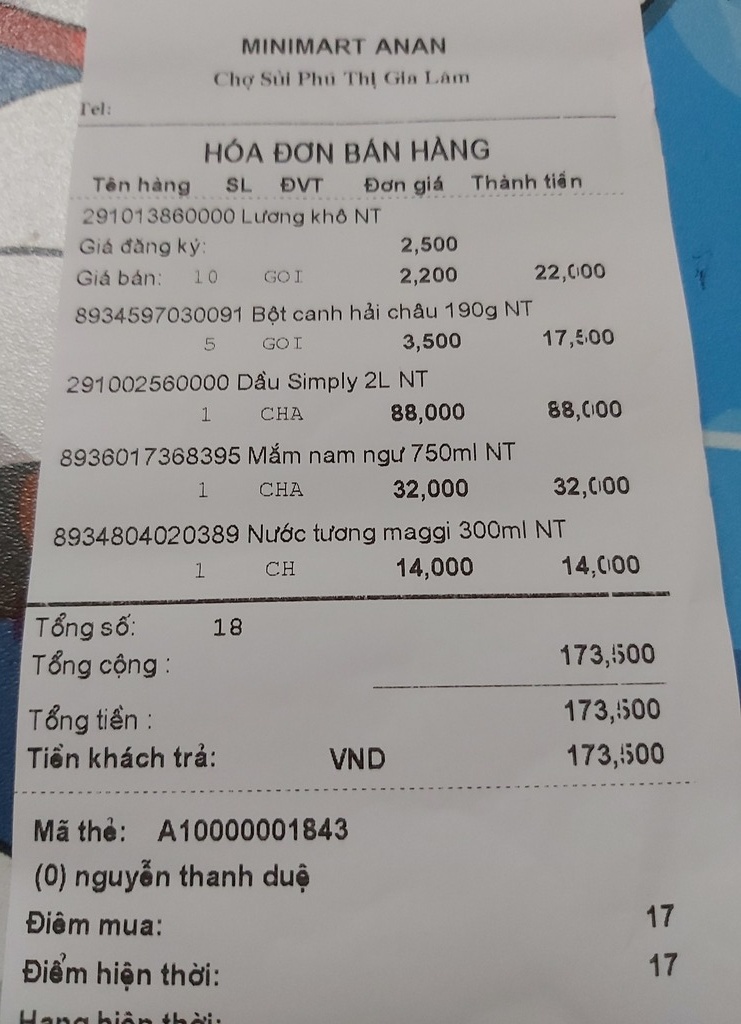 MINIMART ANAN
Chợ Sủi Phú Thị Gia Lâm
Tel:
HÓA ĐƠN BÁN HÀNG
Tên hàng SL ĐVT Đơn giá Thành tiền
291013860000 Lương khô NT
Giá đăng ký: 2,500
Giá bán: 10 GOI 2,200 22,000
8934597030091 Bột canh hải châu 190g NT
5 GOI 3,500 17,500
291002560000 Dầu Simply 2L NT
1 CHA 88,000 88,000
8936017368395 Mắm nam ngư 750ml NT
1 CHA 32,000 32,000
8934804020389 Nước tương maggi 300ml NT
1 CH 14,000 14,000
Tổng số: 18
Tổng cộng : 173,500
Tổng tiền : 173,500
Tiền khách trả: VND 173,500
Mã thẻ: A10000001843
(0) nguyễn thanh duệ
Điêm mua: 17
Điểm hiện thời: 17
Hạng hiện thời: